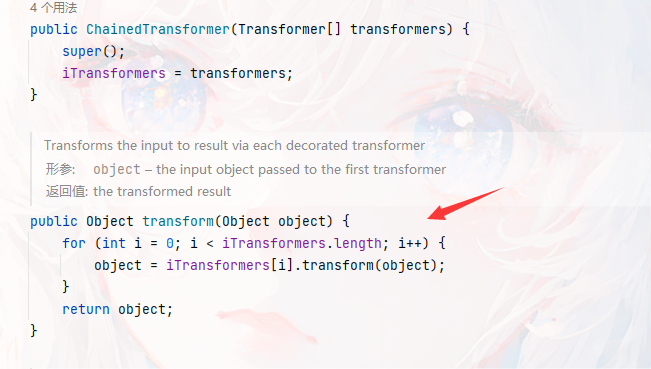 4 个用法
public ChainedTransformer(Transformer[] transformers) {
super();
iTransformers = transformers;
}
Transforms the input to result via each decorated transformer
形参: object – the input object passed to the first transformer
返回值: the transformed result
public Object transform(Object object) {
for (int i = 0; i < iTransformers.length; i++) {
object = iTransformers[i].transform(object);
}
return object;
}